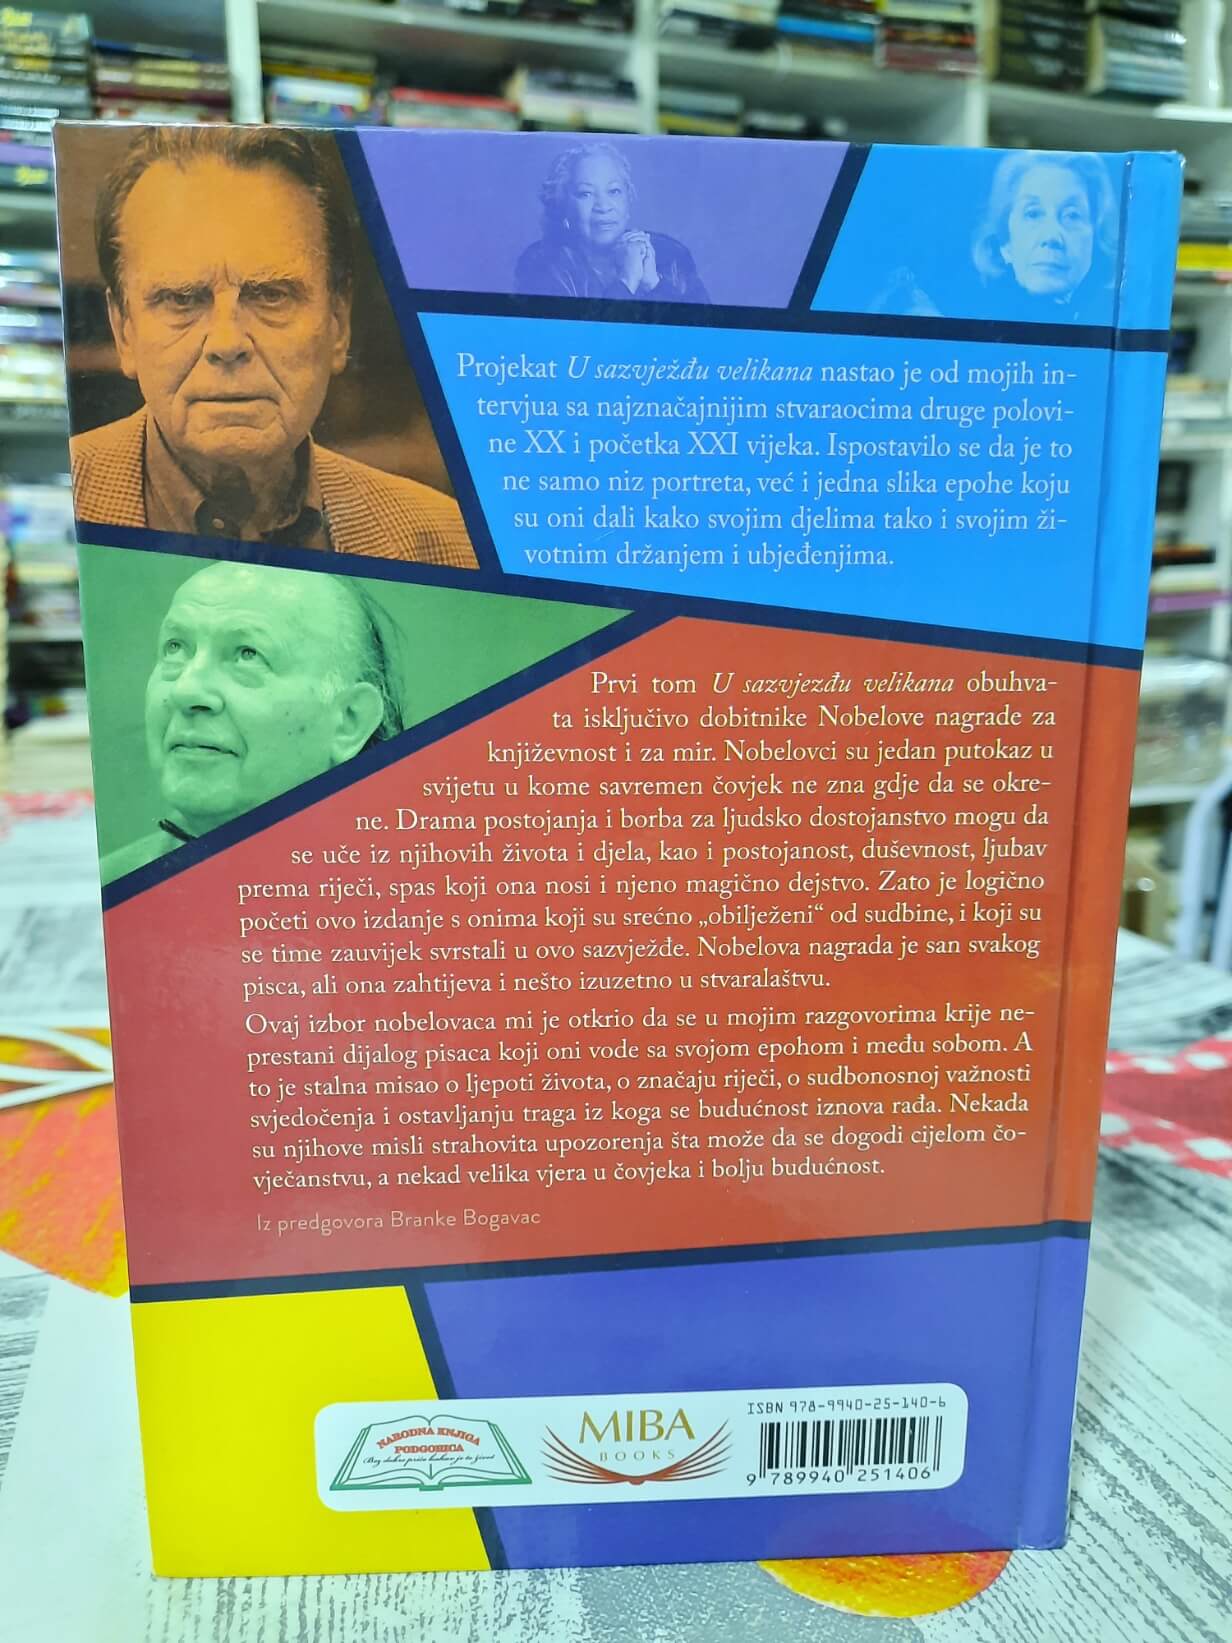 Projekat U sazvježđu velikana nastao je od mojih in-
tervjua sa najznačajnijim stvaraocima druge polovi-
ne XX i početka XXI vijeka. Ispostavilo se da je to
ne samo niz portreta, već i jedna slika epohe koju
su oni dali kako svojim djelima tako i svojim ži-
votnim držanjem i ubjeđenjima.
Prvi tom U sazvjezđu velikana obuhva-
ta isključivo dobitnike Nobelove nagrade za
književnost i za mir. Nobelovci su jedan putokaz u
svijetu u kome savremen čovjek ne zna gdje da se okre-
ne. Drama postojanja i borba za ljudsko dostojanstvo mogu da
se uče iz njihovih života i djela, kao i postojanost, duševnost, ljubav
prema riječi, spas koji ona nosi i njeno magično dejstvo. Zato je logično
početi ovo izdanje s onima koji su srećno „obilježeni“ od sudbine, i koji su
se time zauvijek svrstali u ovo sazvježđe. Nobelova nagrada je san svakog
pisca, ali ona zahtijeva i nešto izuzetno u stvaralaštvu.
Ovaj izbor nobelovaca mi je otkrio da se u mojim razgovorima krije ne-
prestani dijalog pisaca koji oni vode sa svojom epohom i među sobom. A
to je stalna misao o ljepoti života, o značaju riječi, o sudbonosnoj važnosti
svjedočenja i ostavljanju traga iz koga se budućnost iznova rađa. Nekada
su njihove misli strahovita upozorenja šta može da se dogodi cijelom čo-
vječanstvu, a nekad velika vjera u čovjeka i bolju budućnost.
Iz predgovora Branke Bogavac
NARODNA KNJIGA
PODGORICA
Bez dobre priče kakav je to život
MIBA
BOOKS
ISBN 978-9940-25-140-6
9 789940 251406